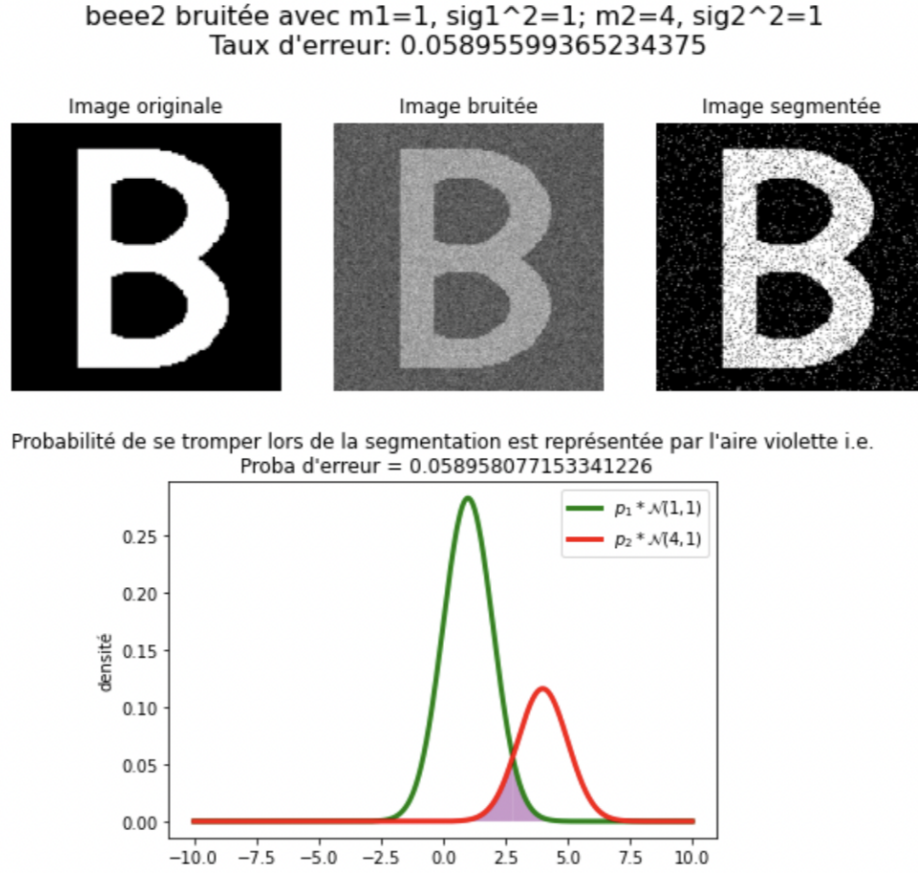 beee2 bruitée avec m1=1, sig1^2=1; m2=4, sig2^2=1
Taux d'erreur: 0.05895599365234375
Image originale
Image bruitée
Image segmentée
B
B
B
Probabilité de se tromper lors de la segmentation est représentée par l'aire violette i.e.
Proba d'erreur = 0.058958077153341226
p₁ * 𝒩(1, 1)
p₂ * 𝒩(4, 1)
densité
0.25
0.20
0.15
0.10
0.05
0.00
−10.0 −7.5 −5.0 −2.5 0.0 2.5 5.0 7.5 10.0